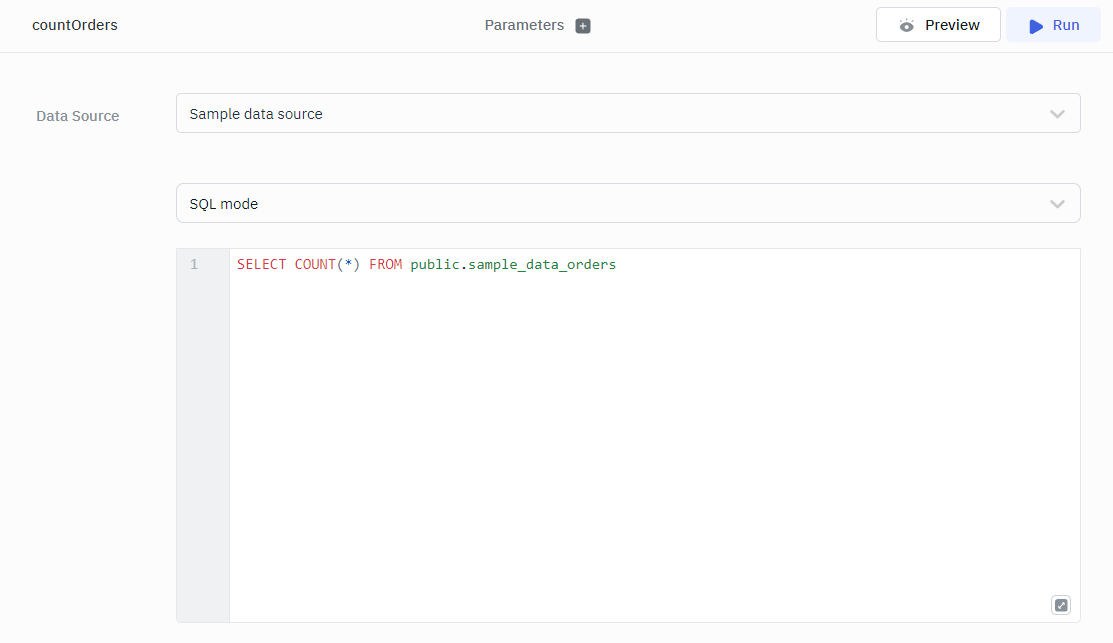 countOrders
Parameters
Preview
Run
Data Source
Sample data source
SQL mode
1
SELECT COUNT(*) FROM public.sample_data_orders